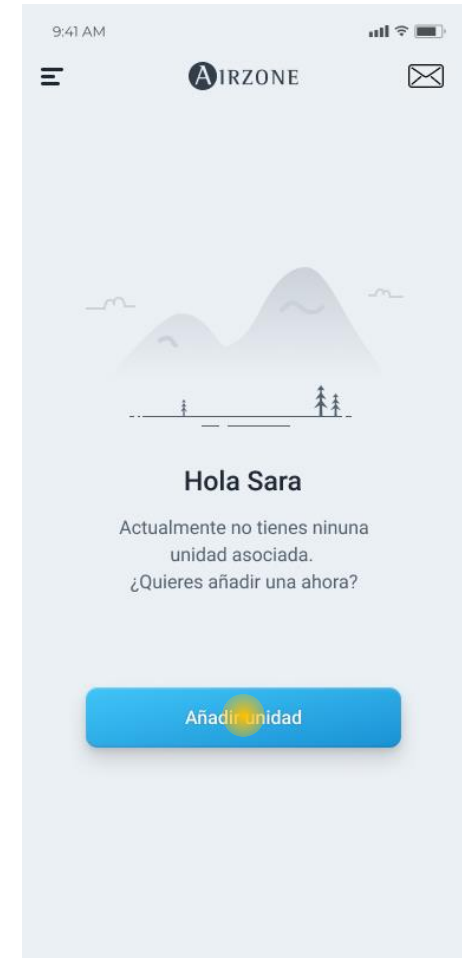 9:41 AM
AIRZONE
Hola Sara
Actualmente no tienes ninuna
unidad asociada.
¿Quieres añadir una ahora?
Añadir unidad